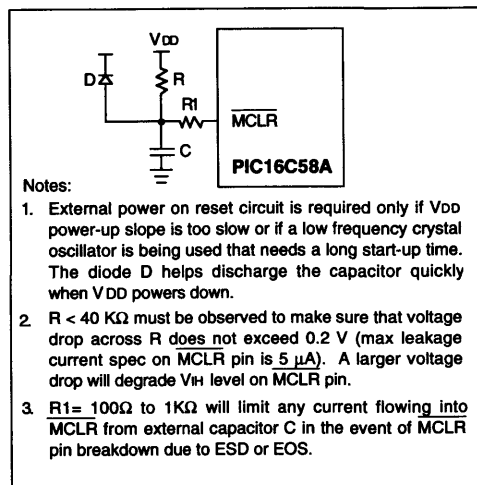 VDD
D
R
R1
MCLR
C
PIC16C58A
Notes:
1. External power on reset circuit is required only if VDD
power-up slope is too slow or if a low frequency crystal
oscillator is being used that needs a long start-up time.
The diode D helps discharge the capacitor quickly
when VDD powers down.
2. R < 40 KΩ must be observed to make sure that voltage
drop across R does not exceed 0.2 V (max leakage
current spec on MCLR pin is 5 µA). A larger voltage
drop will degrade VIH level on MCLR pin.
3. R1= 100Ω to 1KΩ will limit any current flowing into
MCLR from external capacitor C in the event of MCLR
pin breakdown due to ESD or EOS.